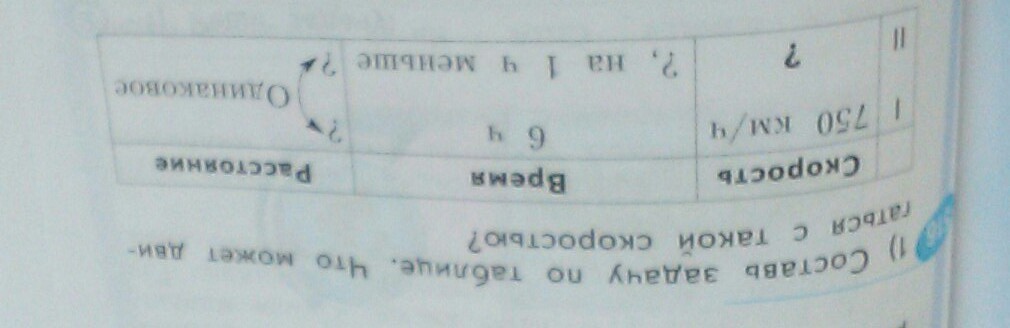 1) Составь задачу по таблице. Что может дви-
гаться с такой скоростью?
Скорость Время Расстояние
I 750 км/ч 6 ч ?
Одинаковое
II ? ?, на 1 ч меньше ?